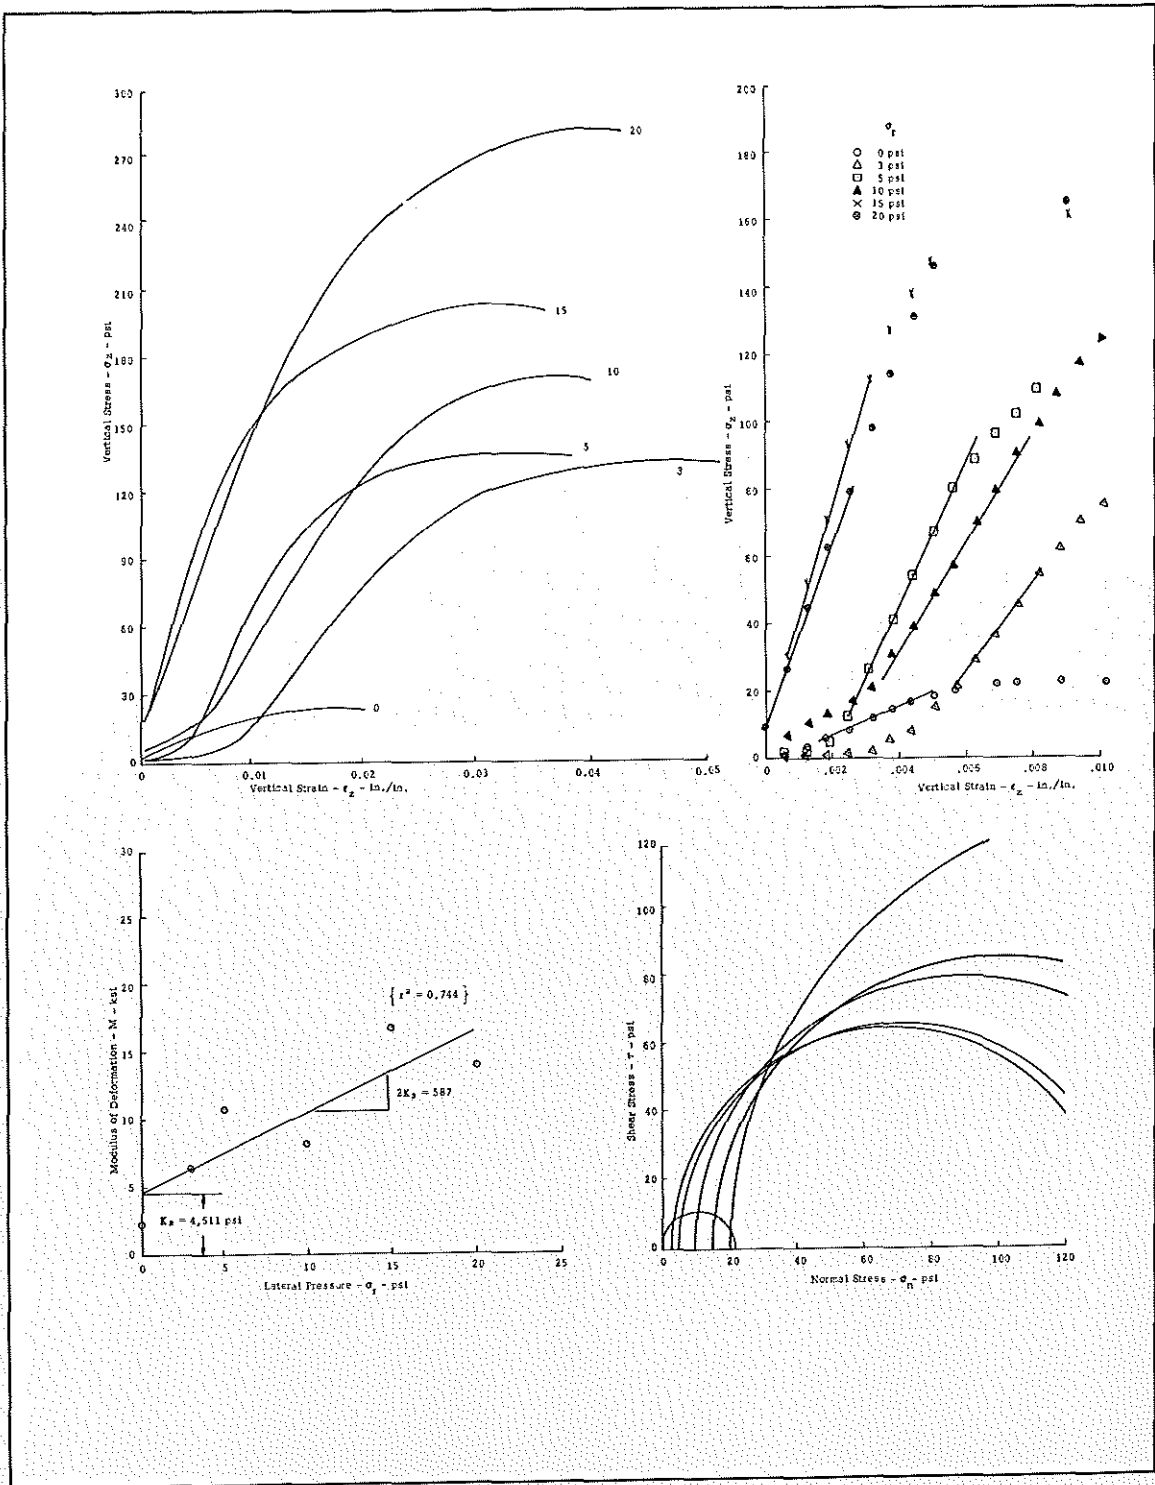 300
270
240
210
180
150
120
90
60
30
0
Vertical Stress - σz - psi
20
15
10
5
3
0
0 0.01 0.02 0.03 0.04 0.05
Vertical Strain - εz - in./in.
200
180
160
140
120
100
80
60
40
20
0
Vertical Stress - σz - psi
σr
0 psi
3 psi
5 psi
10 psi
15 psi
20 psi
0 .002 .004 .006 .008 .010
Vertical Strain - εz - in./in.
30
25
20
15
10
5
0
Modulus of Deformation - M - ksi
{ r² = 0.744 }
2K₃ = 587
K₂ = 4,511 psi
0 5 10 15 20 25
Lateral Pressure - σr - psi
120
100
80
60
40
20
0
Shear Stress - τ - psi
0 20 40 60 80 100 120
Normal Stress - σn - psi